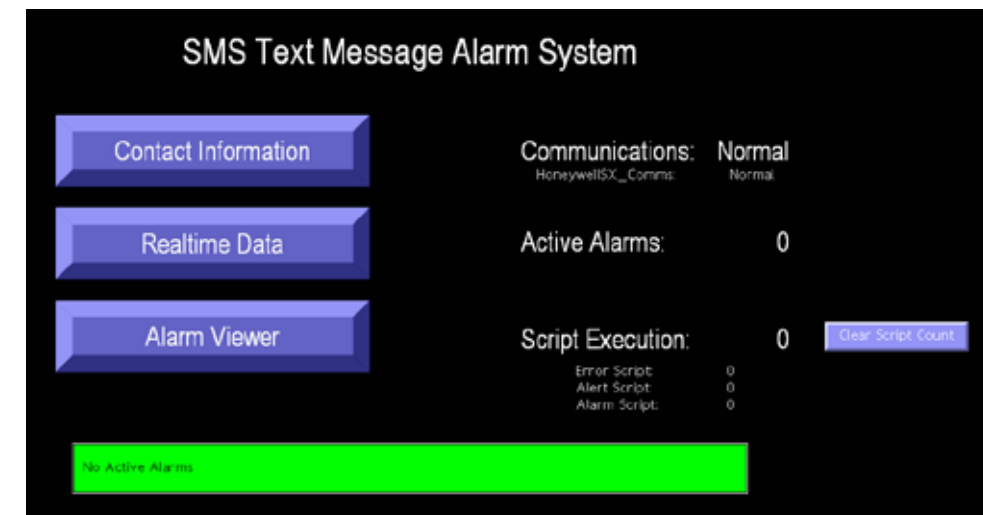 SMS Text Message Alarm System
Contact Information
Communications: Normal
HoneywellSX_Comms: Normal
Realtime Data
Active Alarms: 0
Alarm Viewer
Script Execution: 0
Clear Script Count
Error Script: 0
Alert Script: 0
Alarm Script: 0
No Active Alarms